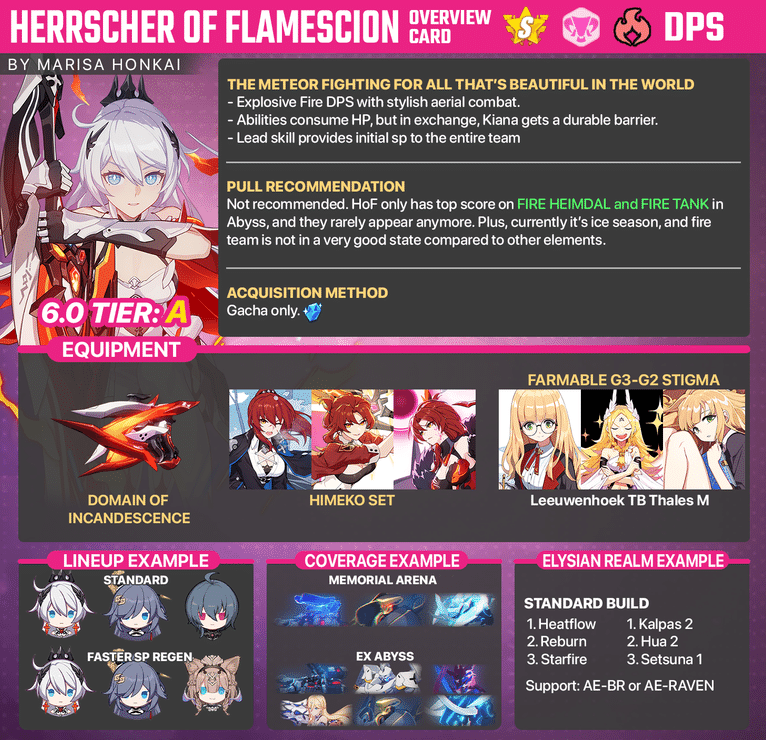 HERRSCHER OF FLAMESCION
OVERVIEW
CARD
S
DPS
BY MARISA HONKAI
THE METEOR FIGHTING FOR ALL THAT'S BEAUTIFUL IN THE WORLD
- Explosive Fire DPS with stylish aerial combat.
- Abilities consume HP, but in exchange, Kiana gets a durable barrier.
- Lead skill provides initial sp to the entire team
PULL RECOMMENDATION
Not recommended. HoF only has top score on FIRE HEIMDAL and FIRE TANK in
Abyss, and they rarely appear anymore. Plus, currently it's ice season, and fire
team is not in a very good state compared to other elements.
ACQUISITION METHOD
Gacha only.
6.0 TIER: A
EQUIPMENT
DOMAIN OF
INCANDESCENCE
HIMEKO SET
FARMABLE G3-G2 STIGMA
Leeuwenhoek TB Thales M
LINEUP EXAMPLE
STANDARD
FASTER SP REGEN
COVERAGE EXAMPLE
MEMORIAL ARENA
EX ABYSS
ELYSIAN REALM EXAMPLE
STANDARD BUILD
1. Heatflow
2. Reburn
3. Starfire
1. Kalpas 2
2. Hua 2
3. Setsuna 1
Support: AE-BR or AE-RAVEN